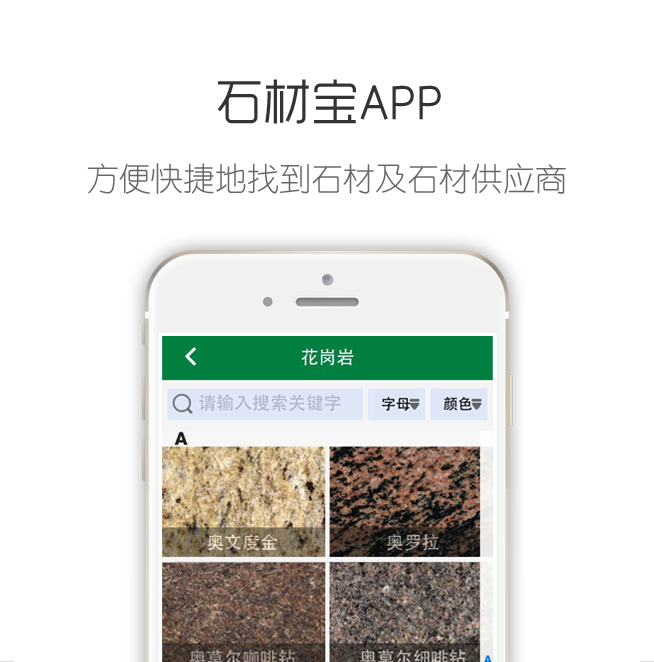 石材宝APP
方便快捷地找到石材及石材供应商
花岗岩
请输入搜索关键字 字母 颜色
A
奥文度金 奥罗拉
奥莫尔咖啡钻 奥莫尔细啡钻
A